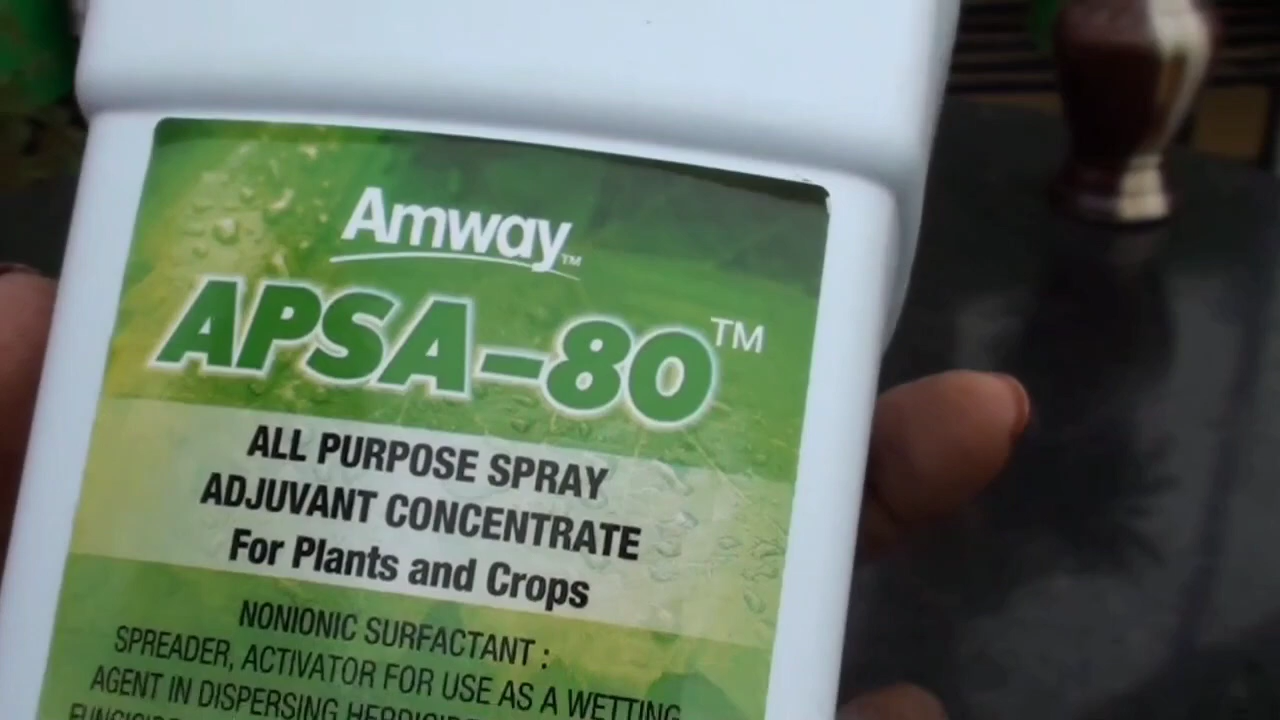 Amway™
APSA-80™
ALL PURPOSE SPRAY
ADJUVANT CONCENTRATE
For Plants and Crops
NONIONIC SURFACTANT :
SPREADER, ACTIVATOR FOR USE AS A WETTING
AGENT IN DISPERSING